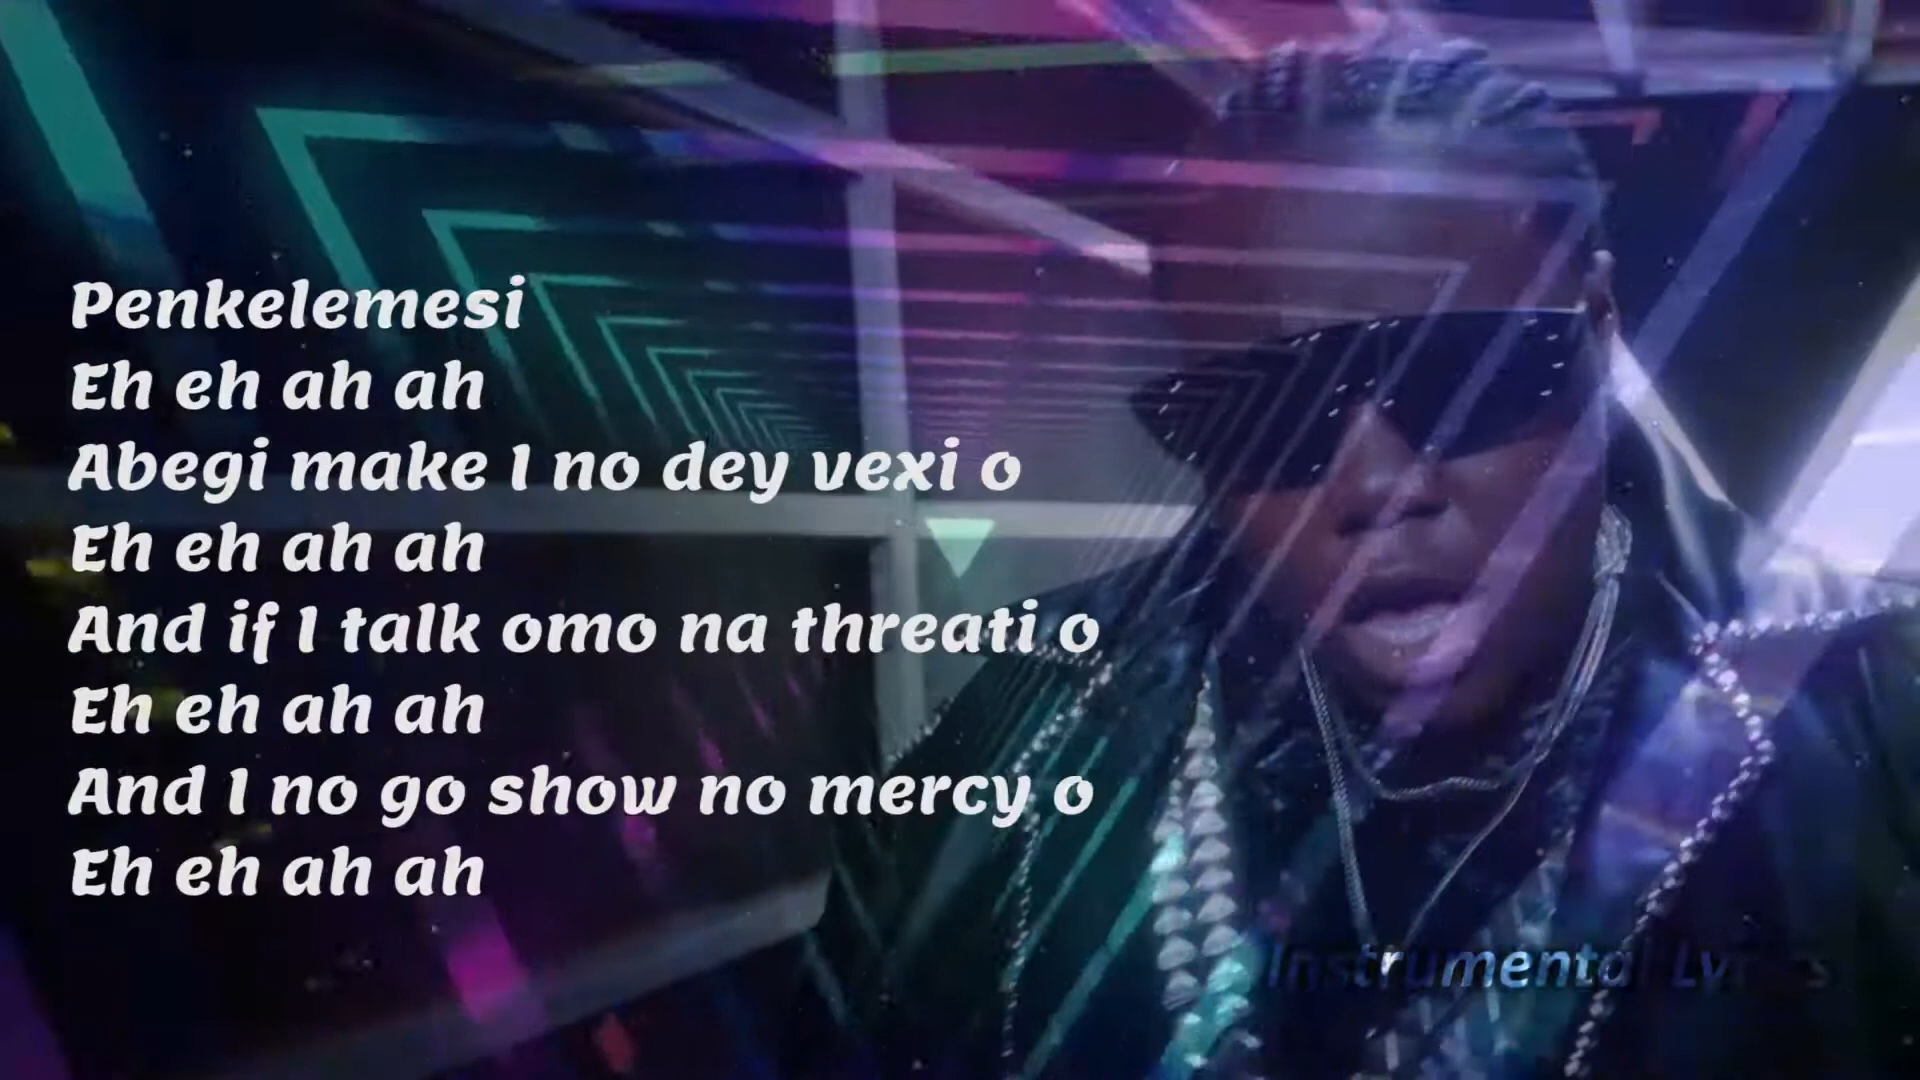 Penkelemesi
Eh eh ah ah
Abegi make I no dey vexi o
Eh eh ah ah
And if I talk omo na threati o
Eh eh ah ah
And I no go show no mercy o
Eh eh ah ah
Instrumental